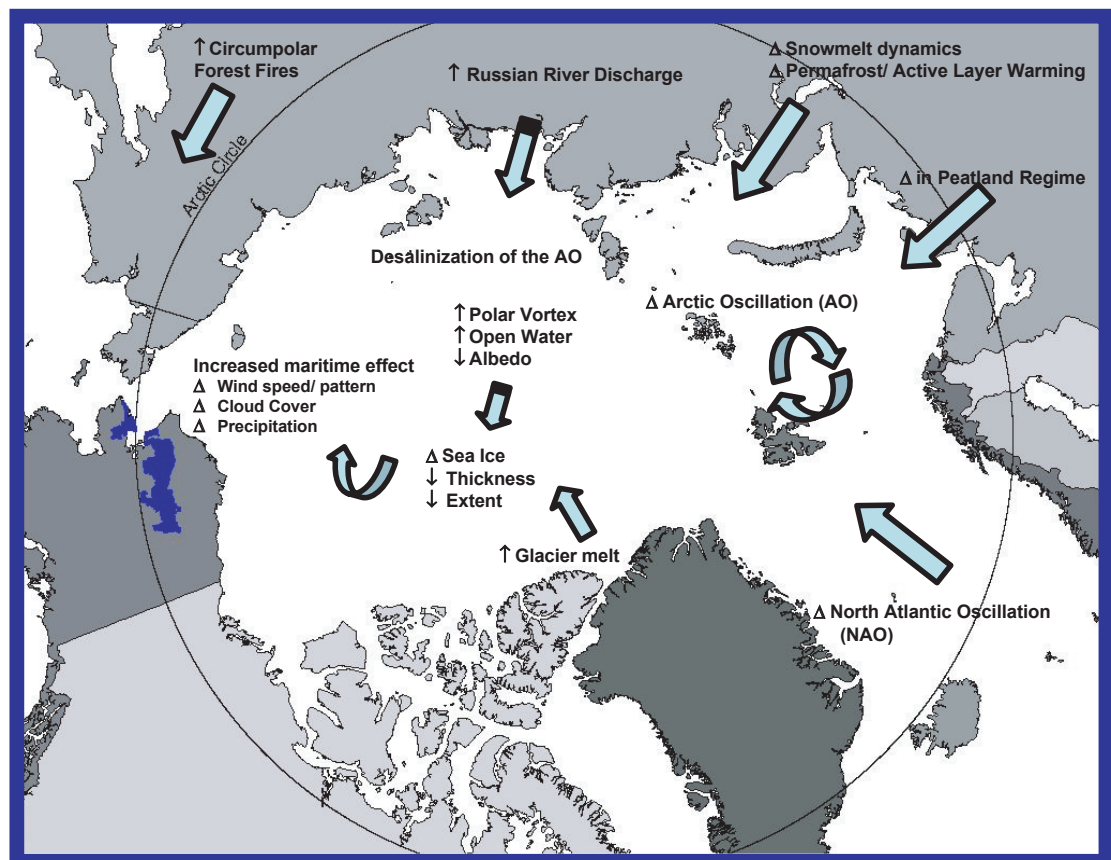 ↑ Circumpolar
Forest Fires
↑ Russian River Discharge
Δ Snowmelt dynamics
Δ Permafrost/ Active Layer Warming
Arctic Circle
Δ in Peatland Regime
Desalinization of the AO
Δ Arctic Oscillation (AO)
↑ Polar Vortex
↑ Open Water
↓ Albedo
Increased maritime effect
Δ Wind speed/ pattern
Δ Cloud Cover
Δ Precipitation
Δ Sea Ice
↓ Thickness
↓ Extent
↑ Glacier melt
Δ North Atlantic Oscillation
(NAO)